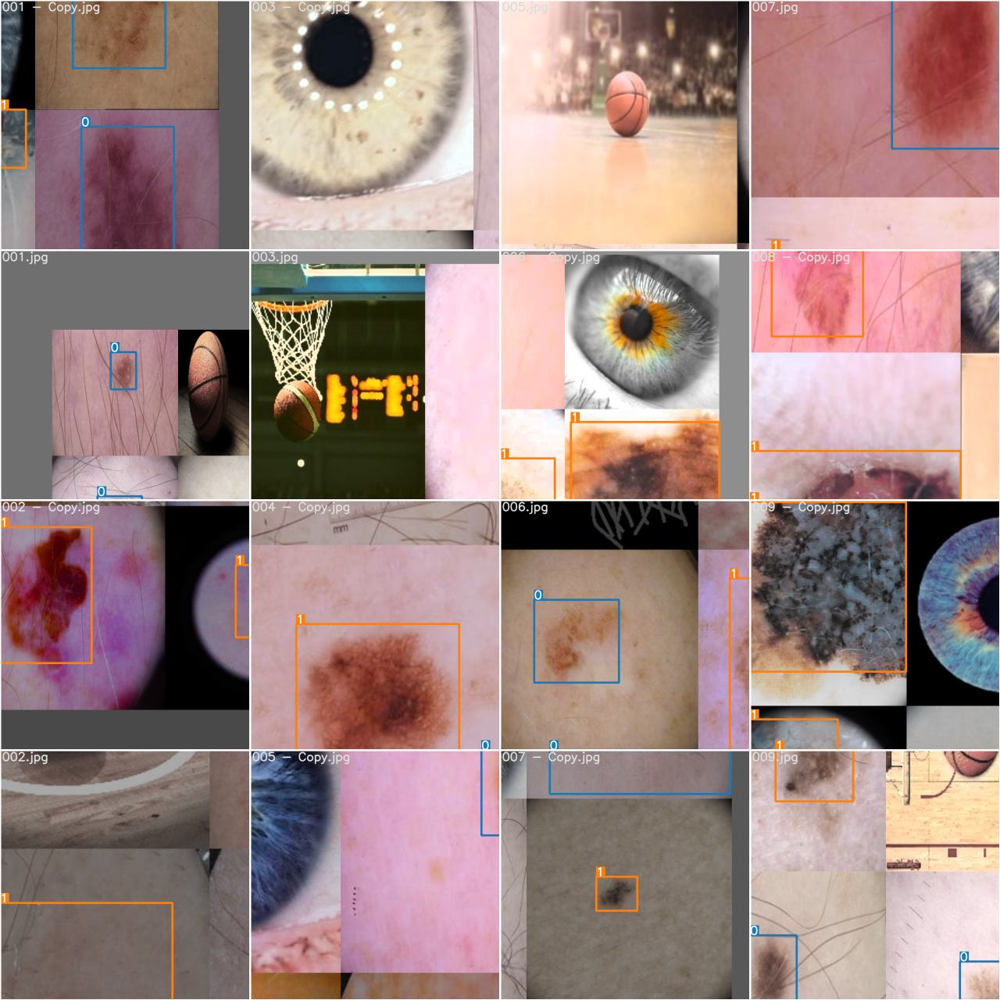 001 – Copy.jpg
003 – Copy.jpg
005.jpg
007.jpg
1
0
1
001.jpg
003.jpg
006 – Copy.jpg
008 – Copy.jpg
0
1
1
1
0
1
002 – Copy.jpg
004 – Copy.jpg
006.jpg
009 – Copy.jpg
1
mm
1
1
0
1
1
0
0
1
002.jpg
005 – Copy.jpg
007 – Copy.jpg
009.jpg
1
1
0
0